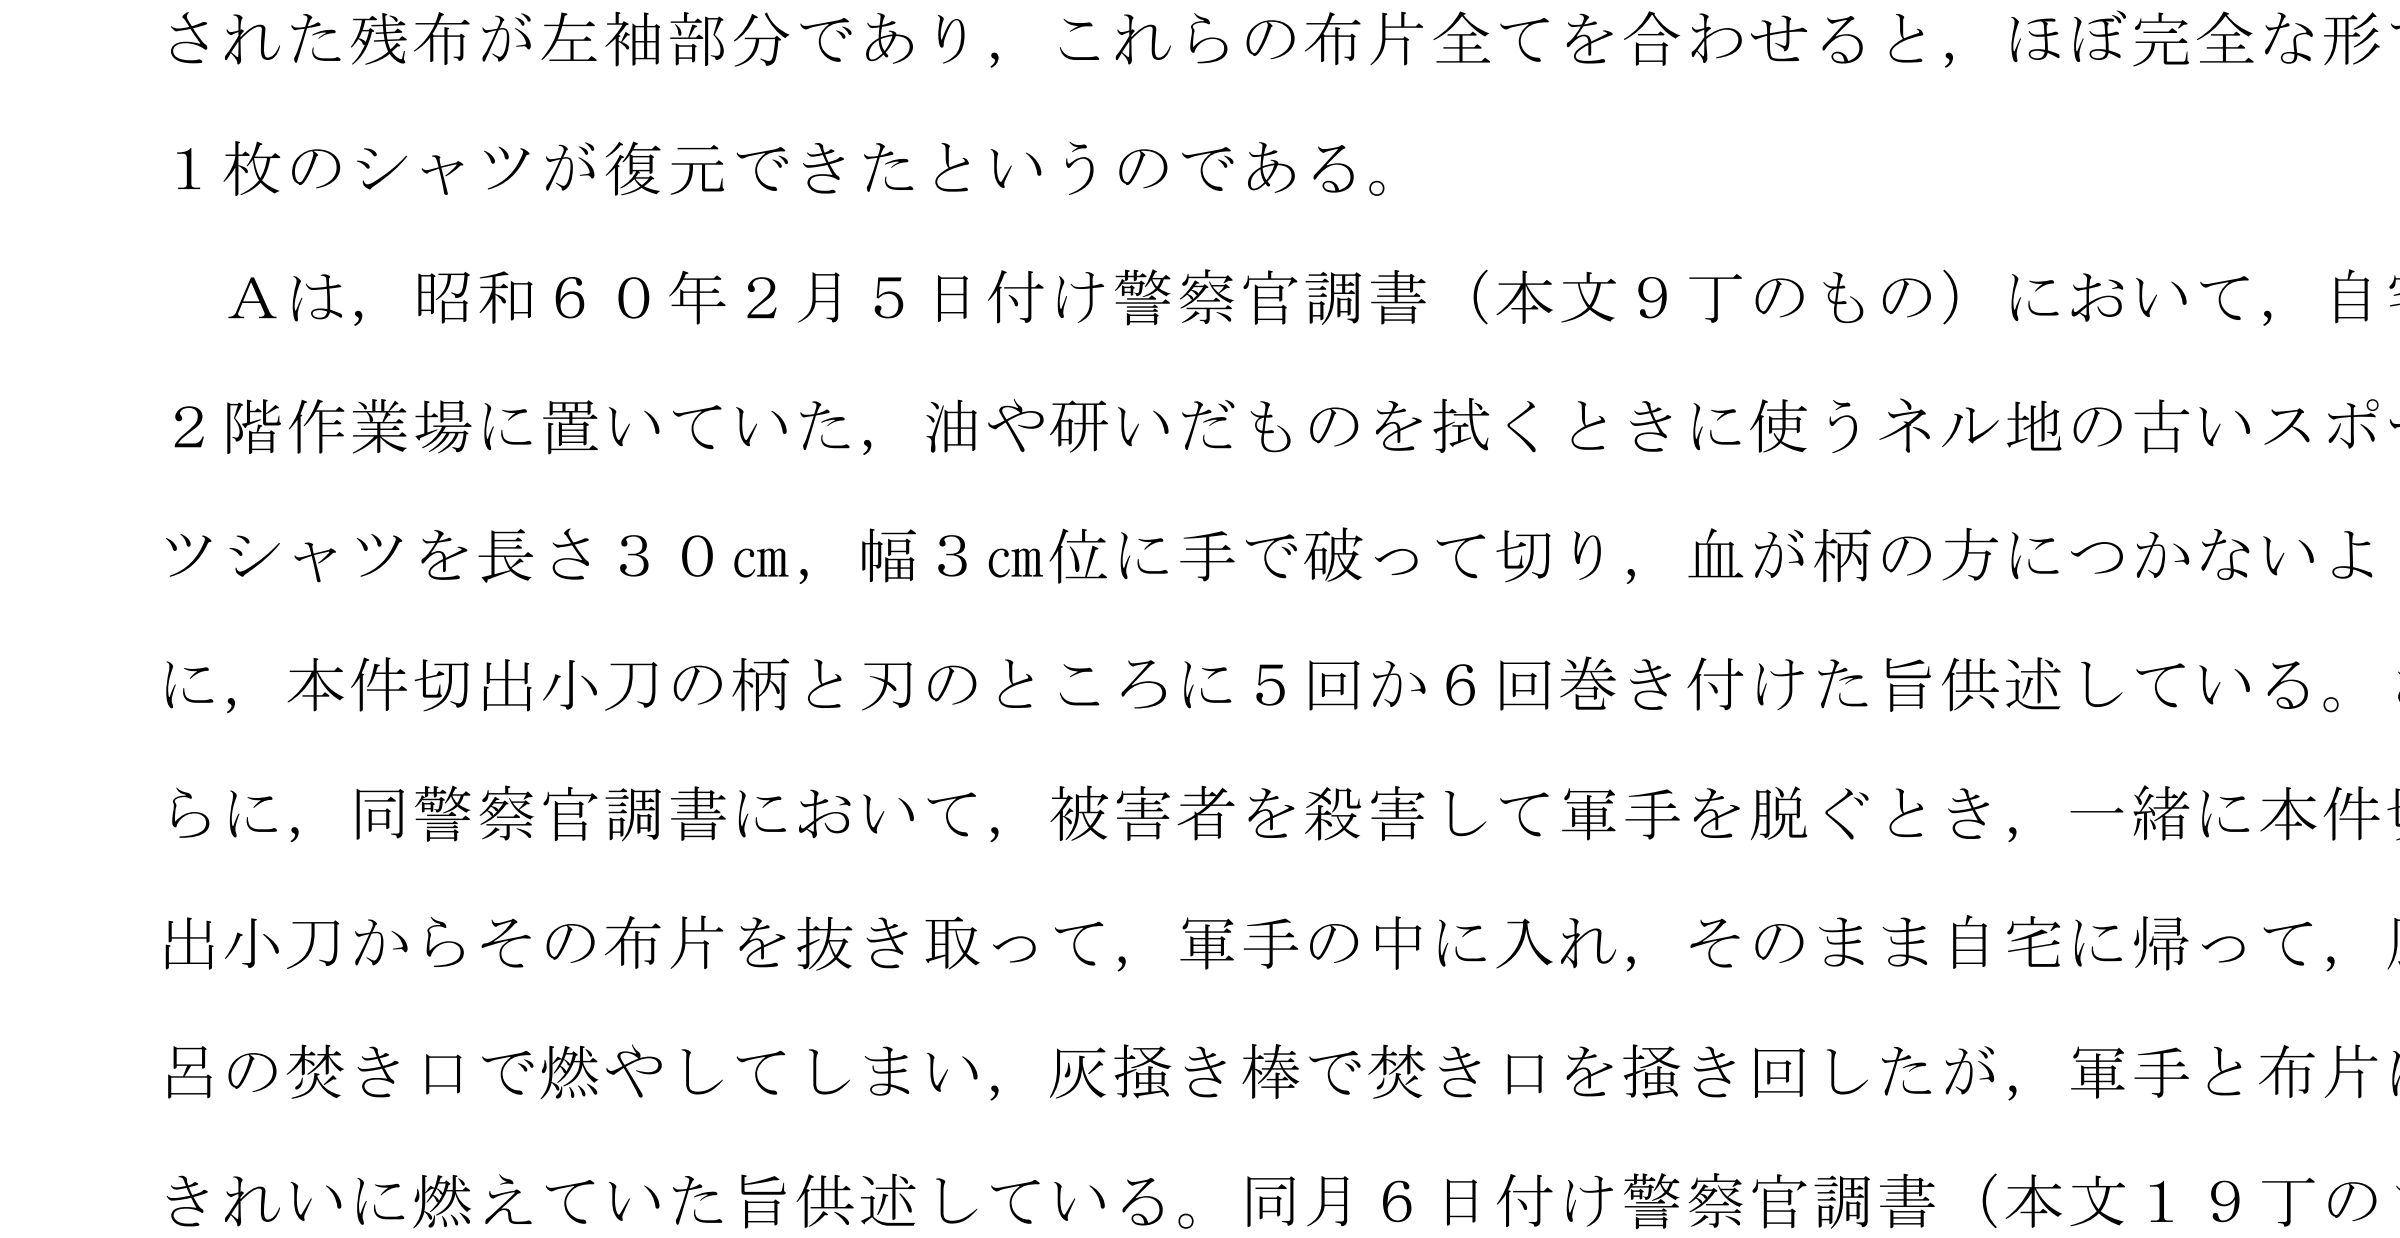 された残布が左袖部分であり，これらの布片全てを合わせると，ほぼ完全な形
１枚のシャツが復元できたというのである。
Ａは，昭和６０年２月５日付け警察官調書（本文９丁のもの）において，自
２階作業場に置いていた，油や研いだものを拭くときに使うネル地の古いスポ
ツシャツを長さ３０㎝，幅３㎝位に手で破って切り，血が柄の方につかないよ
に，本件切出小刀の柄と刃のところに５回か６回巻き付けた旨供述している。
らに，同警察官調書において，被害者を殺害して軍手を脱ぐとき，一緒に本件
出小刀からその布片を抜き取って，軍手の中に入れ，そのまま自宅に帰って，
呂の焚き口で燃やしてしまい，灰掻き棒で焚き口を掻き回したが，軍手と布片
きれいに燃えていた旨供述している。同月６日付け警察官調書（本文１９丁の